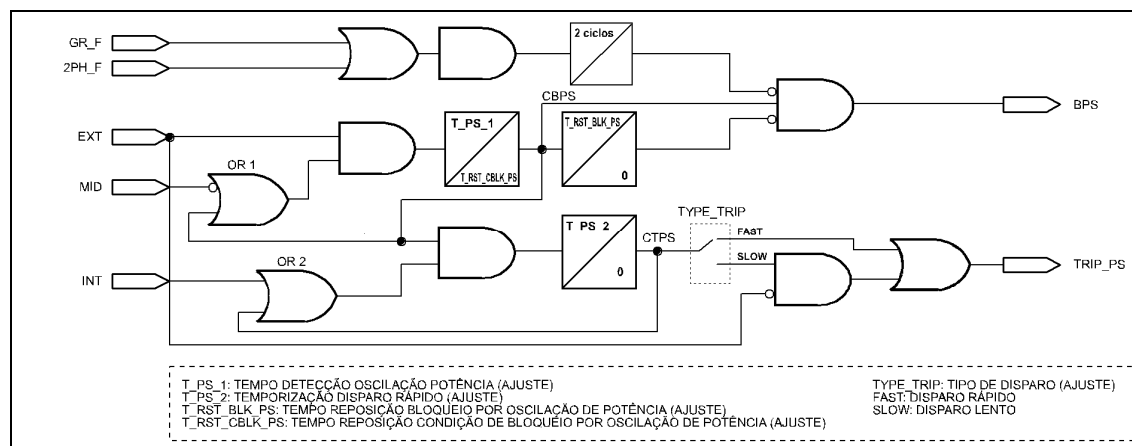 GR_F
2PH_F
2 ciclos
CBPS
BPS
EXT
T_PS_1
T_RST_CBLK_PS
T_RST_BLK_PS
0
OR 1
MID
TYPE_TRIP
T_PS_2
0
CTPS
FAST
SLOW
OR 2
INT
TRIP_PS
T_PS_1: TEMPO DETECÇÃO OSCILAÇÃO POTÊNCIA (AJUSTE)
T_PS_2: TEMPORIZAÇÃO DISPARO RÁPIDO (AJUSTE)
T_RST_BLK_PS: TEMPO REPOSIÇÃO BLOQUEIO POR OSCILAÇÃO DE POTÊNCIA (AJUSTE)
T_RST_CBLK_PS: TEMPO REPOSIÇÃO CONDIÇÃO DE BLOQUEIO POR OSCILAÇÃO DE POTÊNCIA (AJUSTE)
TYPE_TRIP: TIPO DE DISPARO (AJUSTE)
FAST: DISPARO RÁPIDO
SLOW: DISPARO LENTO